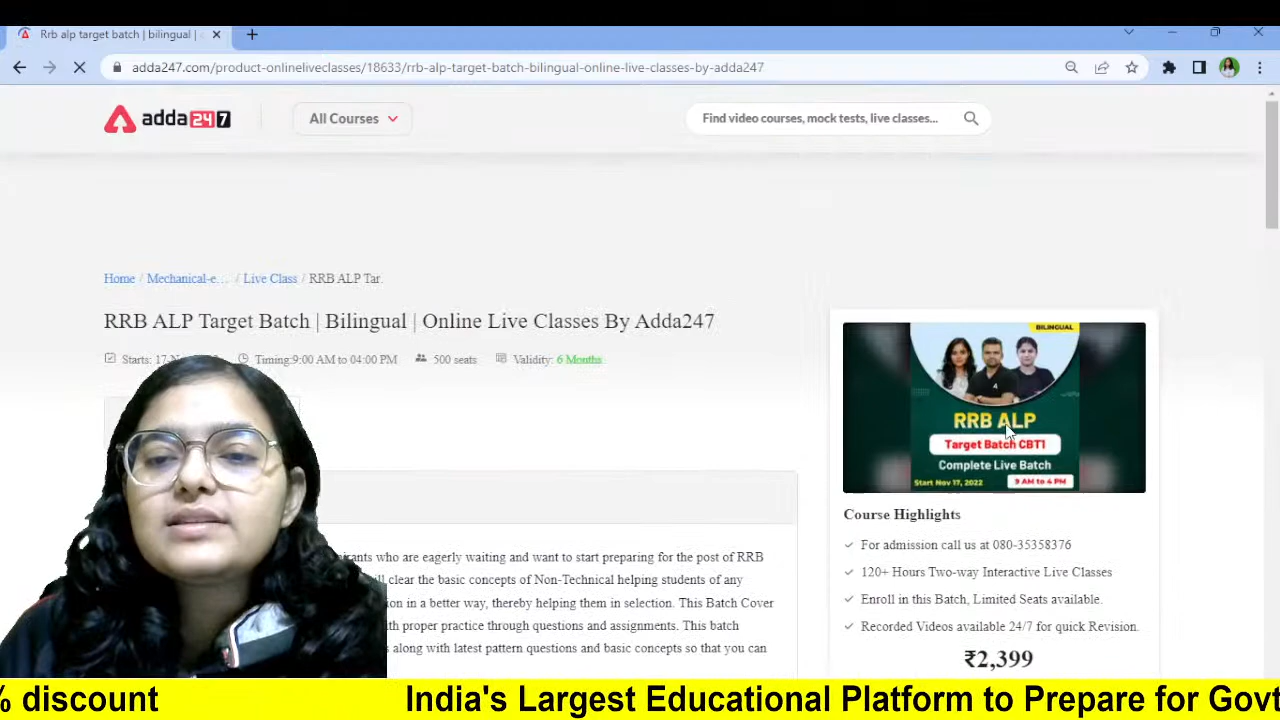 Rrb alp target batch | bilingual |
adda247.com/product-onlineliveclasses/18633/rrb-alp-target-batch-bilingual-online-live-classes-by-adda247
adda247
All Courses
Find video courses, mock tests, live classes...
Home / Mechanical-e... / Live Class / RRB ALP Tar
RRB ALP Target Batch | Bilingual | Online Live Classes By Adda247
Starts: 17-N
Timing:9:00 AM to 04:00 PM
500 seats
Validity: 6 Months
BILINGUAL
RRB ALP
Target Batch CBT1
Complete Live Batch
Start Nov 17, 2022
9 AM to 4 PM
Course Highlights
For admission call us at 080-35358376
120+ Hours Two-way Interactive Live Classes
Enroll in this Batch, Limited Seats available.
Recorded Videos available 24/7 for quick Revision.
₹2,399
who are eagerly waiting and want to start preparing for the post of RRB
clear the basic concepts of Non-Technical helping students of any
in a better way, thereby helping them in selection. This Batch Cover
with proper practice through questions and assignments. This batch
along with latest pattern questions and basic concepts so that you can
% discount
India's Largest Educational Platform to Prepare for Govt